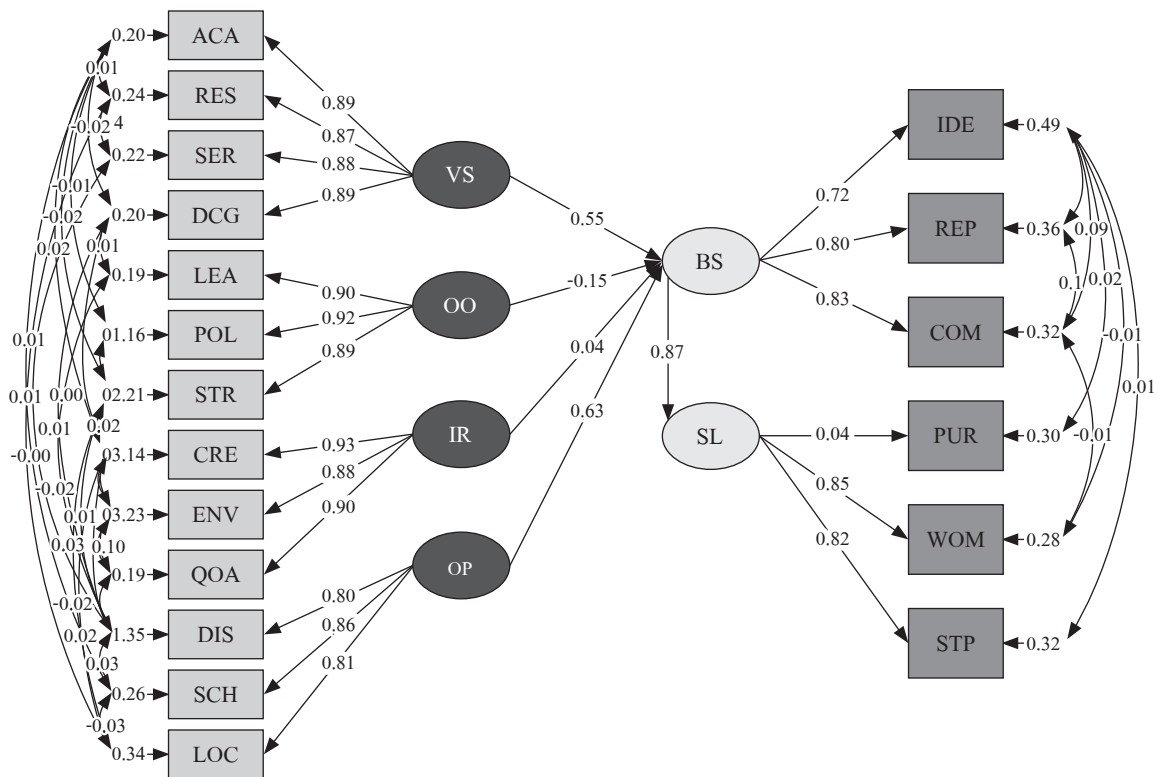 0.20 ACA
0.01
0.24 RES
-0.02 4
0.22 SER
-0.01
0.20 DCG
-0.02
0.02
0.01
0.19 LEA
01.16 POL
0.01
02.21 STR
0.01
0.00
0.02
0.01
03.14 CRE
-0.00
-0.02
03.23 ENV
0.01
0.03
0.10
0.19 QOA
-0.02
1.35 DIS
0.02
0.03
0.26 SCH
-0.03
0.34 LOC
0.89
0.87
0.88
0.89
VS
0.90
0.92
0.89
OO
0.93
0.88
0.90
IR
0.80
0.86
0.81
OP
0.55
-0.15
0.04
0.63
BS
0.87
SL
0.72
0.80
0.83
0.04
0.85
0.82
IDE 0.49
REP 0.36
0.09
0.02
0.1
COM 0.32
-0.01
0.01
PUR 0.30
-0.01
WOM 0.28
STP 0.32